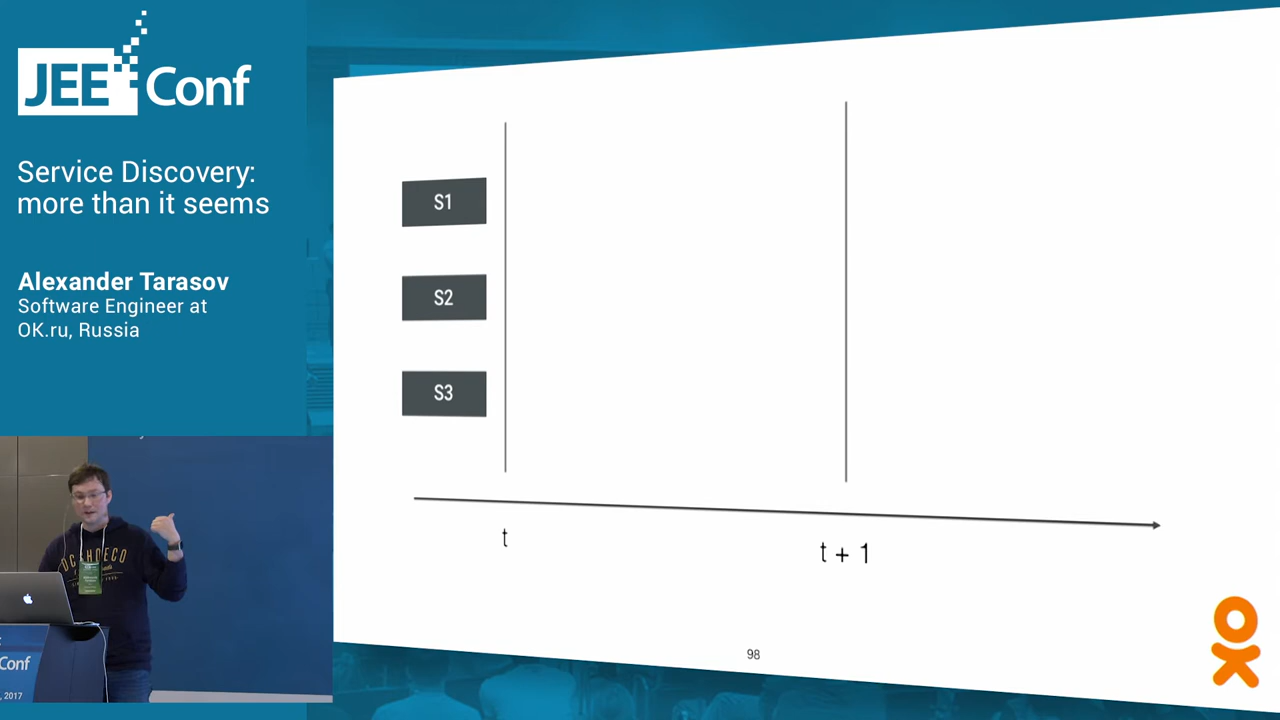 JEE Conf
Service Discovery:
more than it seems
Alexander Tarasov
Software Engineer at
OK.ru, Russia
S1
S2
S3
t
t + 1
98
Conf
, 2017